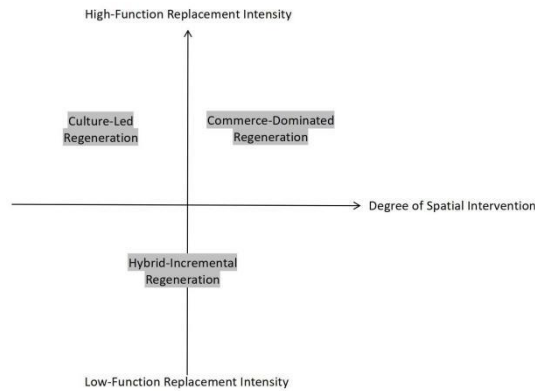 High-Function Replacement Intensity
Culture-Led
Regeneration
Commerce-Dominated
Regeneration
Degree of Spatial Intervention
Hybrid-Incremental
Regeneration
Low-Function Replacement Intensity